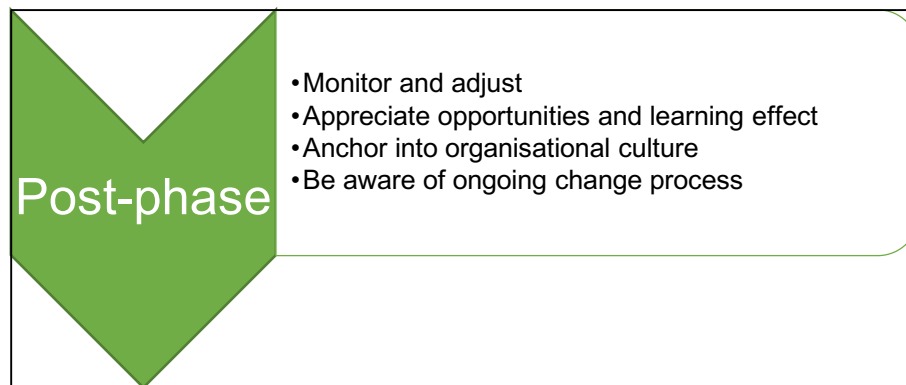 Post-phase
•Monitor and adjust
•Appreciate opportunities and learning effect
•Anchor into organisational culture
•Be aware of ongoing change process